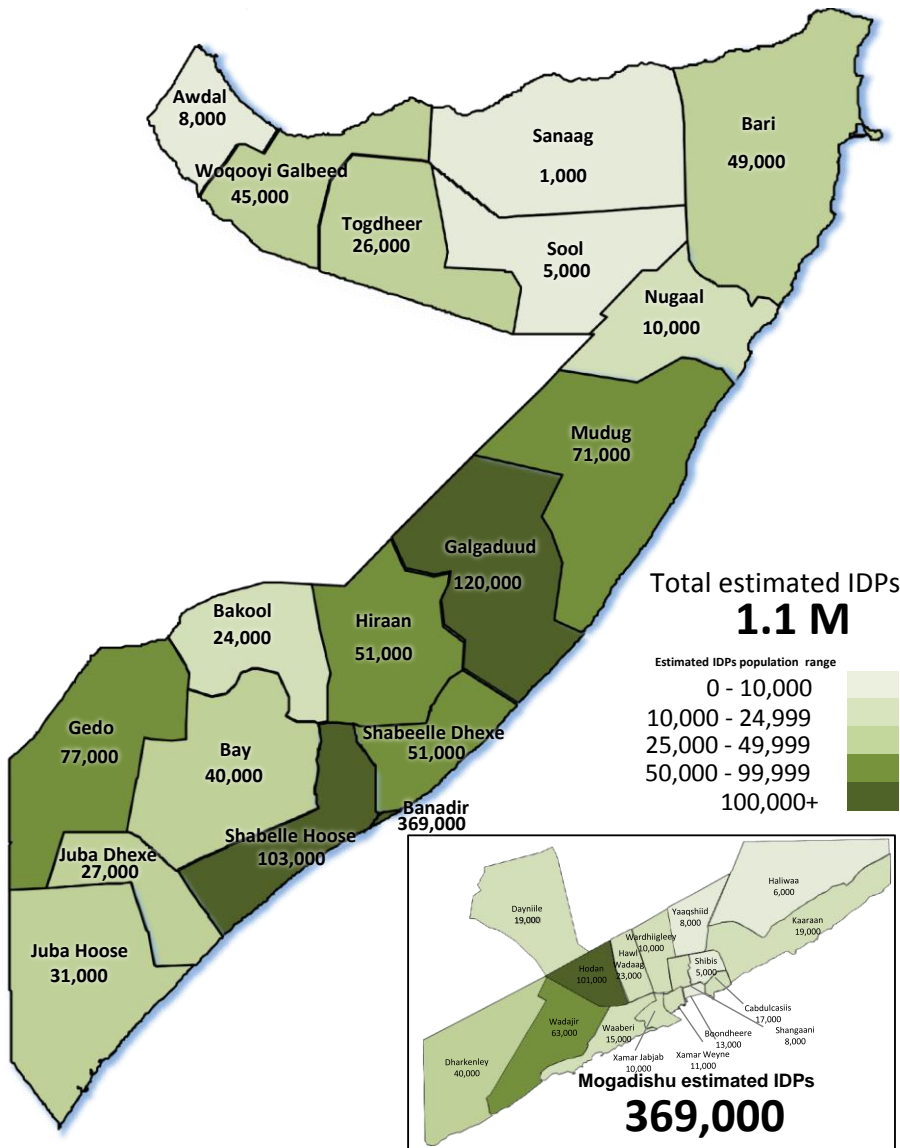 Awdal
8,000
Sanaag
1,000
Bari
49,000
Woqooyi Galbeed
45,000
Togdheer
26,000
Sool
5,000
Nugaal
10,000
Mudug
71,000
Galgaduud
120,000
Bakool
24,000
Hiraan
51,000
Gedo
77,000
Bay
40,000
Shabeelle Dhexe
51,000
Banadir
369,000
Shabelle Hoose
103,000
Juba Dhexe
27,000
Juba Hoose
31,000
Total estimated IDPs
1.1 M
Estimated IDPs population range
0 - 10,000
10,000 - 24,999
25,000 - 49,999
50,000 - 99,999
100,000+
Dayniile
19,000
Haliwaa
6,000
Yaaqshiid
8,000
Kaaraan
19,000
Wardhiigleey
10,000
Hawl
Wadaag
23,000
Hodan
101,000
Shibis
5,000
Cabdulcasiis
17,000
Shangaani
8,000
Boondheere
13,000
Wadajir
63,000
Waaberi
15,000
Xamar Jabjab
10,000
Xamar Weyne
11,000
Dharkenley
40,000
Mogadishu estimated IDPs
369,000